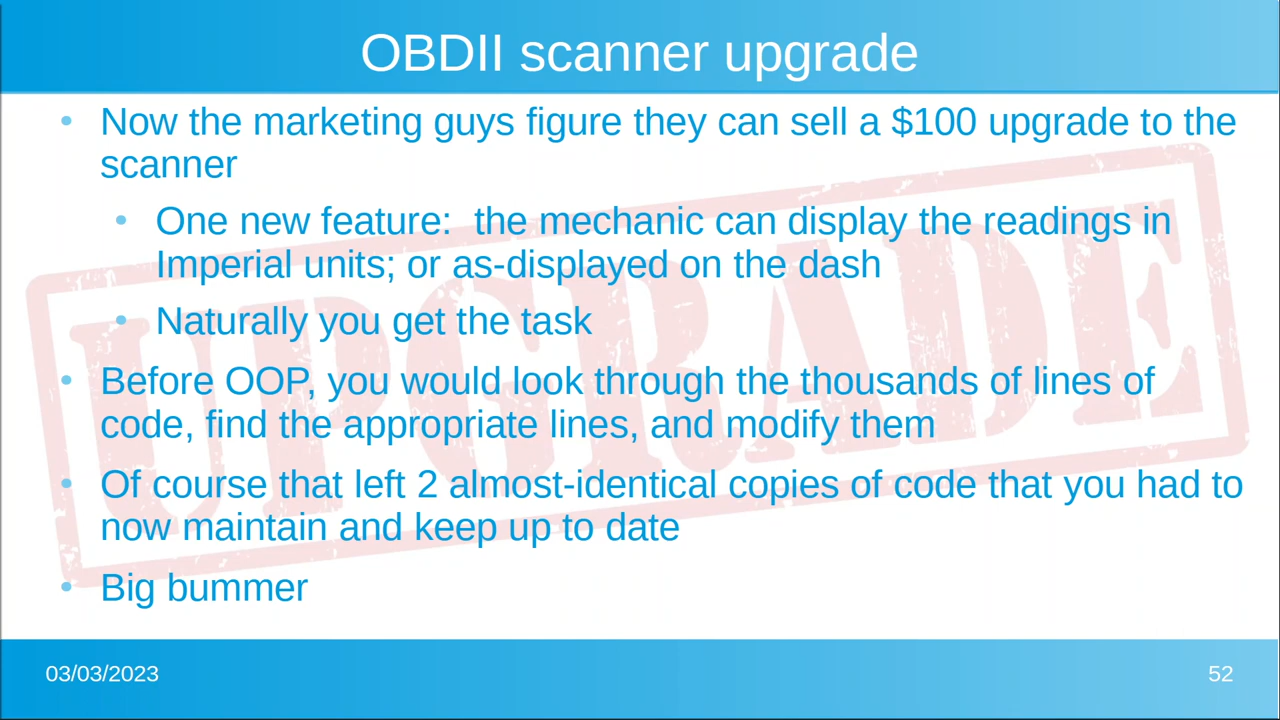 OBDII scanner upgrade
• Now the marketing guys figure they can sell a $100 upgrade to the
scanner
• One new feature:  the mechanic can display the readings in
Imperial units; or as-displayed on the dash
• Naturally you get the task
• Before OOP, you would look through the thousands of lines of
code, find the appropriate lines, and modify them
• Of course that left 2 almost-identical copies of code that you had to
now maintain and keep up to date
• Big bummer
UPGRADE
03/03/2023
52